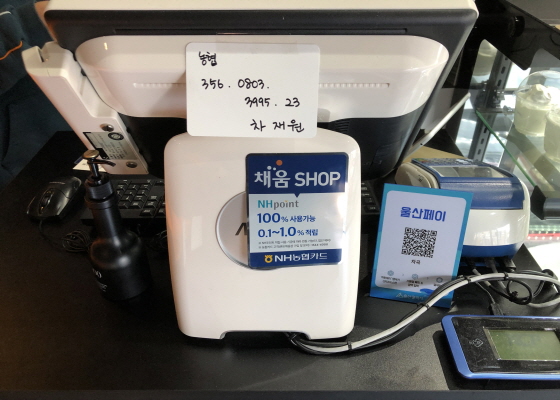 농협
356. 0803.
3995. 23
차재원
채움 SHOP
NHpoint
100% 사용가능
0.1~1.0% 적립
NH농협카드
울산페이